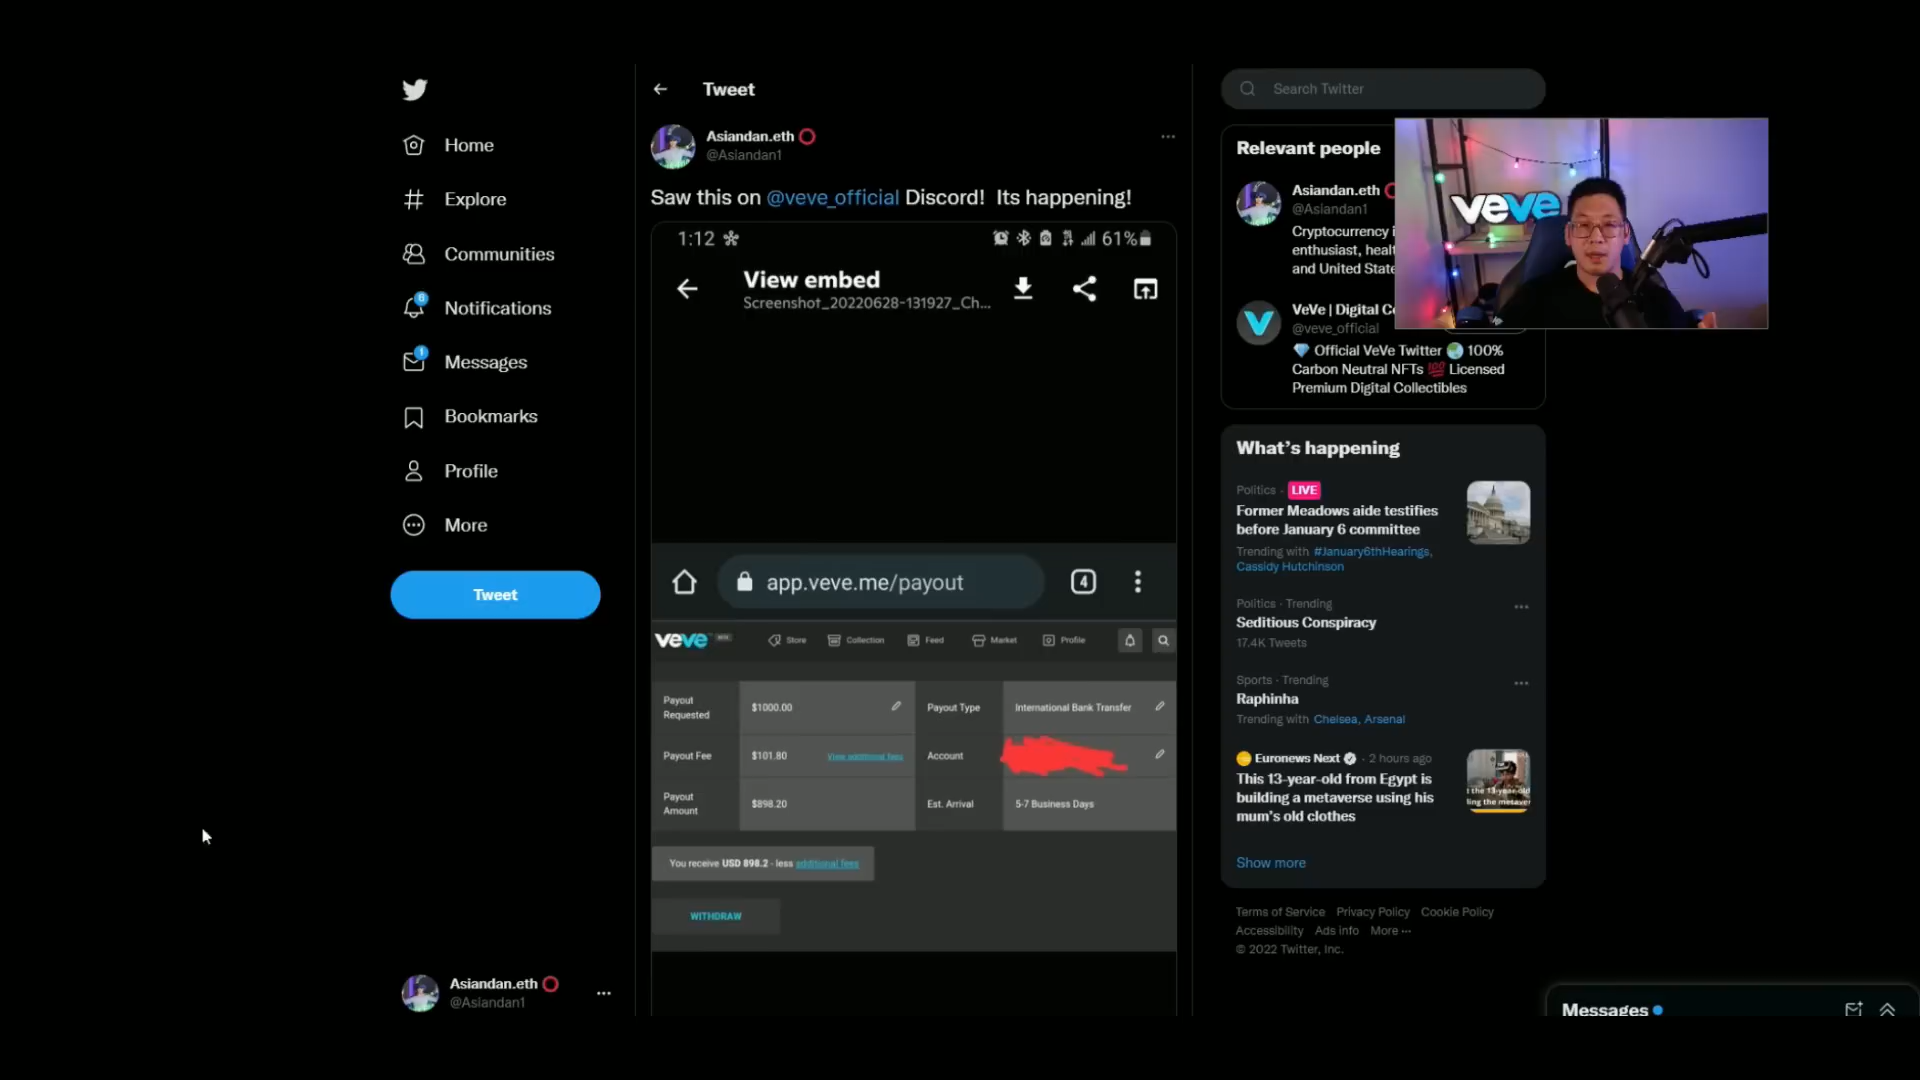 Home
Explore
Communities
6
Notifications
1
Messages
Bookmarks
Profile
More
Tweet
Asiandan.eth
@Asiandan1
Tweet
Asiandan.eth
@Asiandan1
Saw this on @veve_official Discord! Its happening!
1:12
61%
View embed
Screenshot_20220628-131927_Ch...
app.veve.me/payout
4
veve
Store
Collection
Feed
Market
Profile
Payout
Requested
$1000.00
Payout Type
International Bank Transfer
Payout Fee
$101.80
View additional fees
Account
Payout
Amount
$898.20
Est. Arrival
5-7 Business Days
You receive USD 898.2 - less additional fees
WITHDRAW
Search Twitter
Relevant people
Asiandan.eth
@Asiandan1
Cryptocurrency
enthusiast,
and United State
VeVe | Digital
@veve_official
💎 Official VeVe Twitter 🌏 100%
Carbon Neutral NFTs 💯 Licensed
Premium Digital Collectibles
veve
What's happening
Politics · LIVE
Former Meadows aide testifies
before January 6 committee
Trending with #January6thHearings,
Cassidy Hutchinson
Politics · Trending
Seditious Conspiracy
17.4K Tweets
Sports · Trending
Raphinha
Trending with Chelsea, Arsenal
Euronews Next · 2 hours ago
This 13-year-old from Egypt is
building a metaverse using his
mum's old clothes
Show more
Terms of Service Privacy Policy Cookie Policy
Accessibility Ads info More ···
© 2022 Twitter, Inc.
Messages